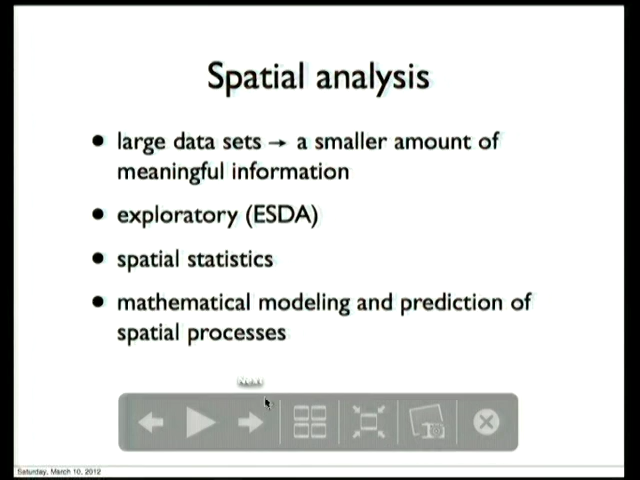 Spatial analysis
• large data sets → a smaller amount of
meaningful information
• exploratory (ESDA)
• spatial statistics
• mathematical modeling and prediction of
spatial processes
Next
Saturday, March 10, 2012